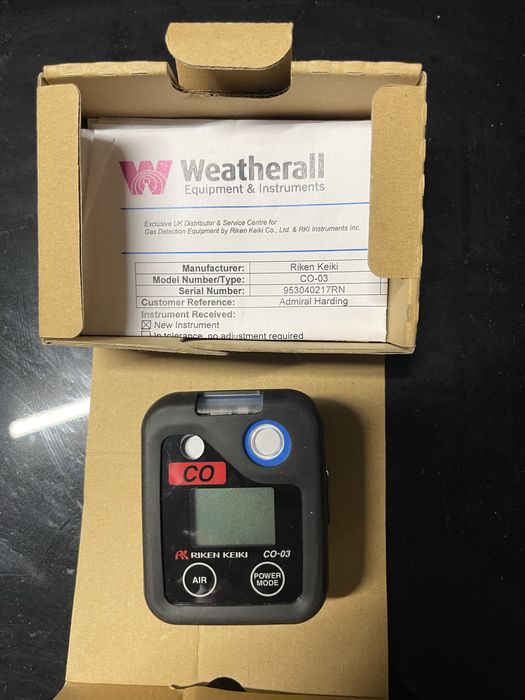 Weatherall
Equipment & Instruments
Exclusive UK Distributor & Service Centre for
Gas Detection Equipment by Riken Keiki Co., Ltd. & RKI Instruments Inc.
Manufacturer: Riken Keiki
Model Number/Type: CO-03
Serial Number: 953040217RN
Customer Reference: Admiral Harding
Instrument Received:
New Instrument
In tolerance, no adjustment required
CO
RIKEN KEIKI CO-03
AIR
POWER
MODE